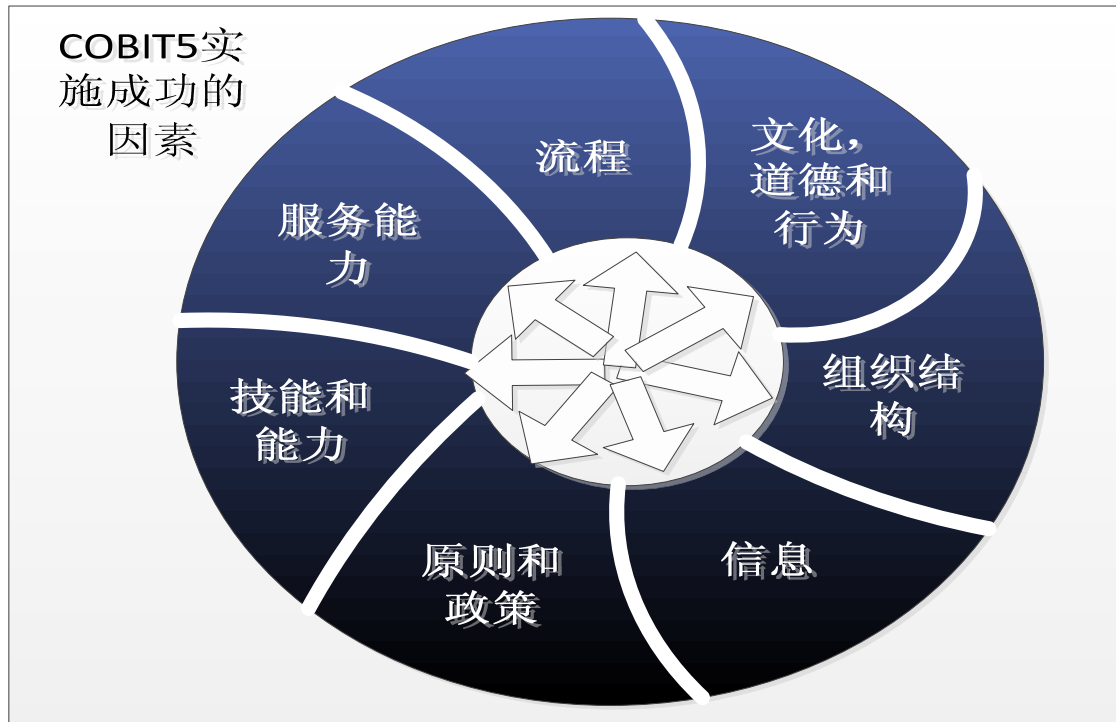 COBIT5实
施成功的
因素
流程
文化，
道德和
行为
服务能
力
组织结
构
技能和
能力
原则和
政策
信息